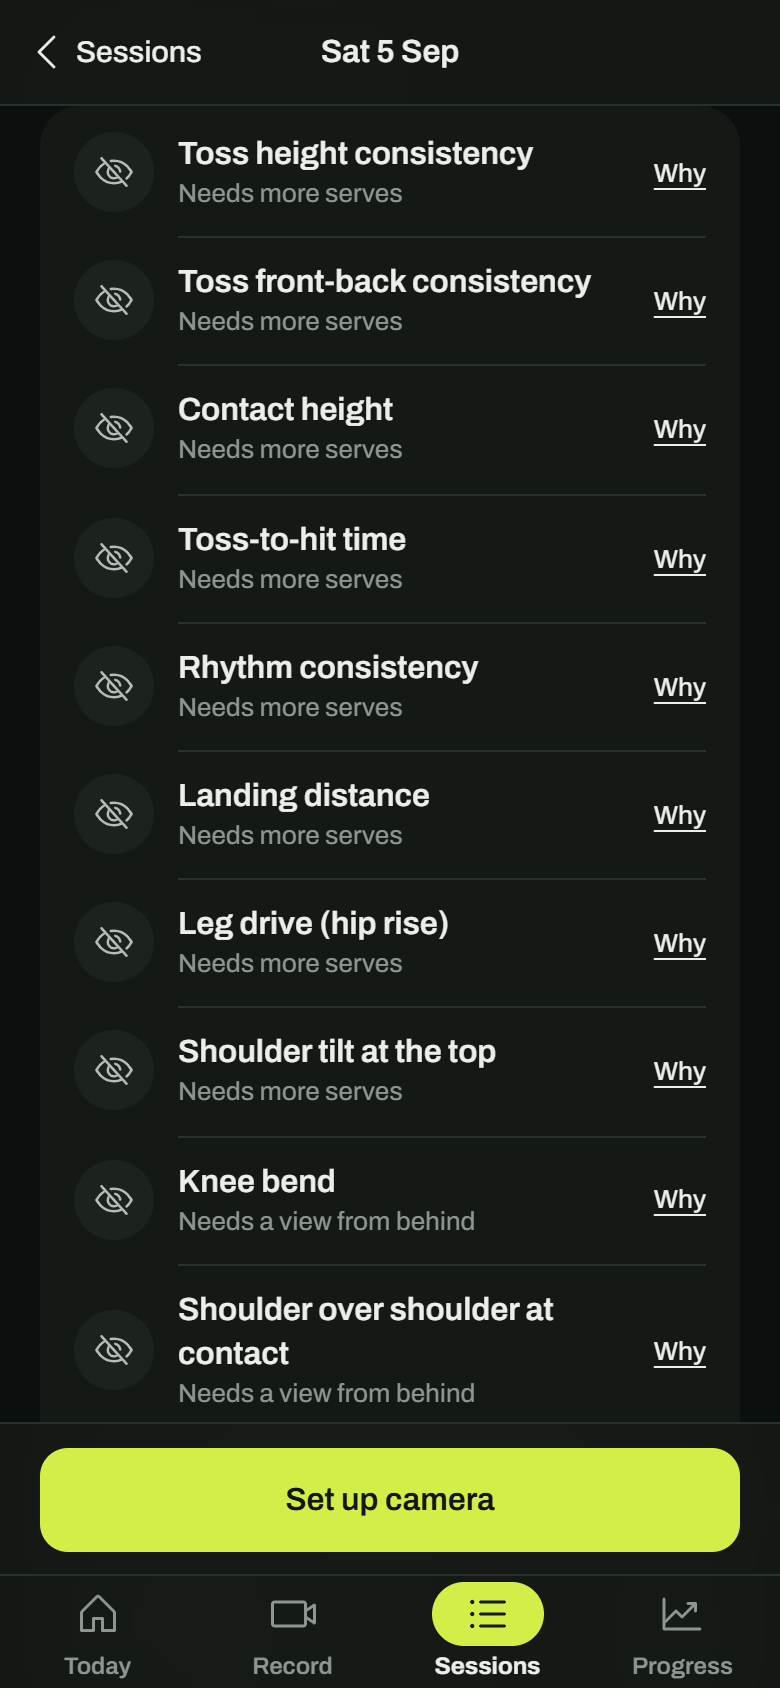 Sessions
Sat 5 Sep
Toss height consistency
Needs more serves
Why
Toss front-back consistency
Needs more serves
Why
Contact height
Needs more serves
Why
Toss-to-hit time
Needs more serves
Why
Rhythm consistency
Needs more serves
Why
Landing distance
Needs more serves
Why
Leg drive (hip rise)
Needs more serves
Why
Shoulder tilt at the top
Needs more serves
Why
Knee bend
Needs a view from behind
Why
Shoulder over shoulder at
contact
Needs a view from behind
Why
Set up camera
Today
Record
Sessions
Progress